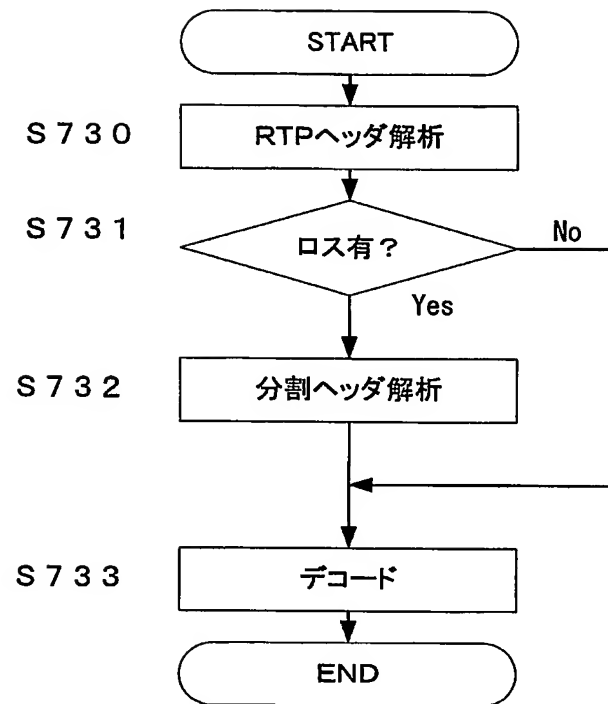 START
S730 RTPヘッダ解析
S731 ロス有？ No
Yes
S732 分割ヘッダ解析
S733 デコード
END